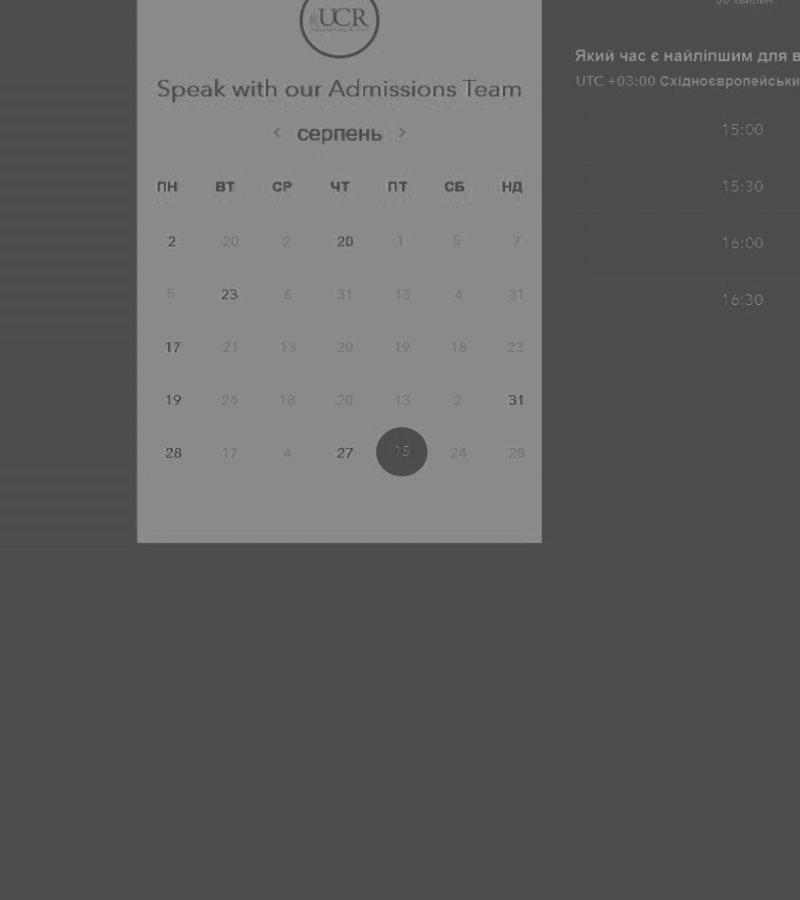 UCR
Speak with our Admissions Team
< серпень >
ПН ВТ СР ЧТ ПТ СБ НД
2 20 2 20 1 5 7
5 23 6 31 13 4 31
17 21 13 20 19 18 23
19 24 18 20 13 2 31
28 17 4 27 15 24 28
Який час є найліпшим для
UTC +03:00
15:00
15:30
16:00
16:30